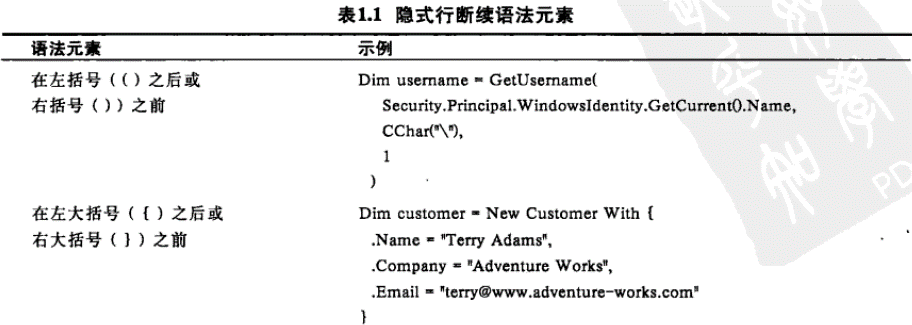 表1.1 隐式行断续语法元素
语法元素 示例
在左括号（(）之后或 Dim username = GetUsername(
右括号（)）之前 Security.Principal.WindowsIdentity.GetCurrent().Name,
CChar("\"),
1
)
在左大括号（{）之后或 Dim customer = New Customer With {
右大括号（}）之前 .Name = "Terry Adams",
.Company = "Adventure Works",
.Email = "terry@www.adventure-works.com"
}
PD